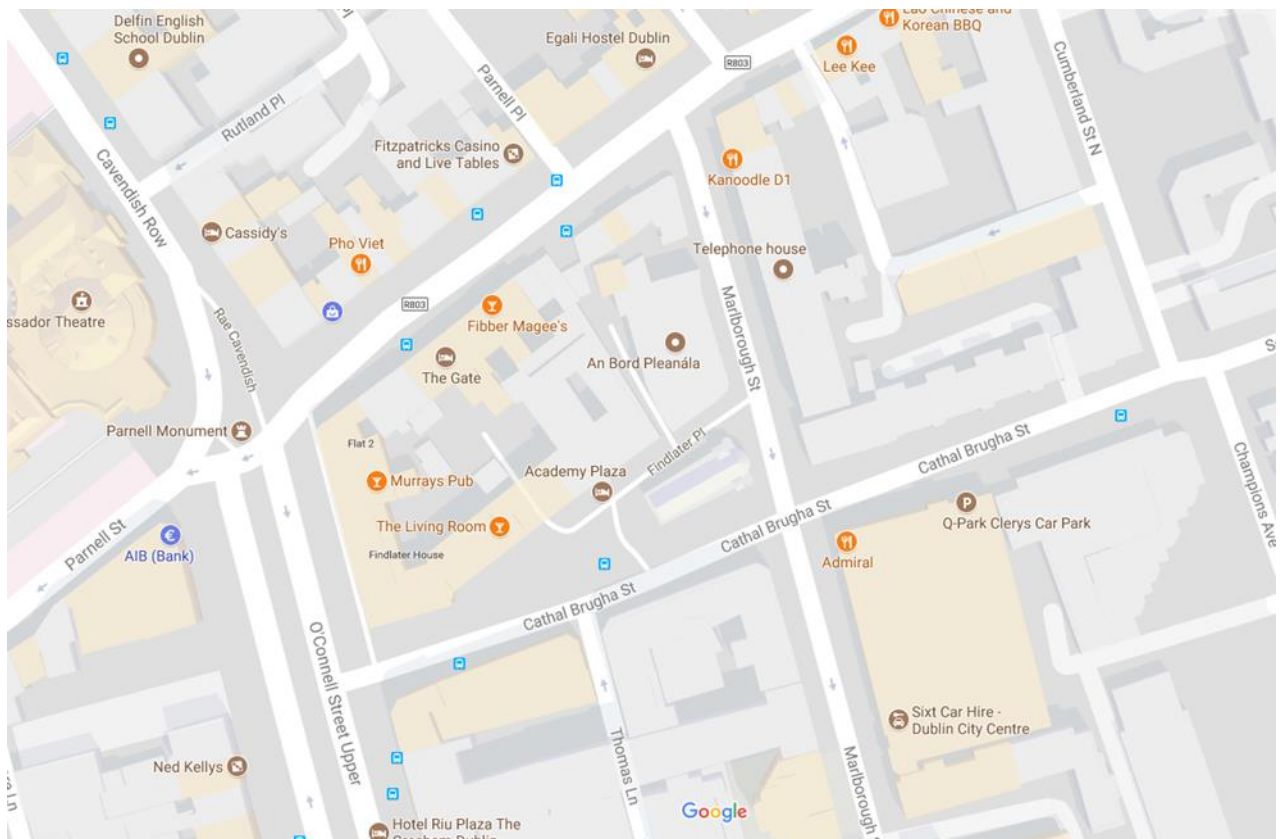 Delfin English
School Dublin
Egali Hostel Dublin
Lao Chinese and
Korean BBQ
R803
Lee Kee
Cumberland St N
Parnell Pl
Rutland Pl
Fitzpatricks Casino
and Live Tables
Kanoodle D1
Cavendish Row
Cassidy's
Pho Viet
Telephone house
ssador Theatre
Rae Cavendish
R803
Fibber Magee's
Marlborough St
An Bord Pleanála
The Gate
Parnell Monument
Flat 2
Findlater Pl
Cathal Brugha St
Champions Ave
Murrays Pub
Academy Plaza
P
Q-Park Clerys Car Park
The Living Room
Cathal Brugha St
Parnell St
€
AIB (Bank)
Findlater House
Admiral
Cathal Brugha St
O'Connell Street Upper
Thomas Ln
Sixt Car Hire -
Dublin City Centre
Marlborough S
Ned Kellys
Google
Hotel Riu Plaza The
Gresham Dublin